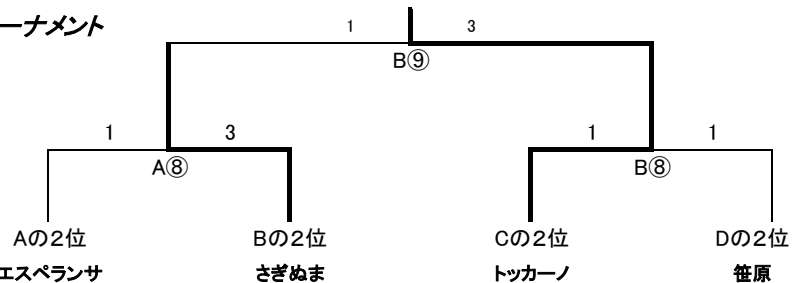 ーナメント
1 3
B⑨
1 3 1 1
A⑧ B⑧
Aの2位 Bの2位 Cの2位 Dの2位
エスペランサ さぎぬま トッカーノ 笹原